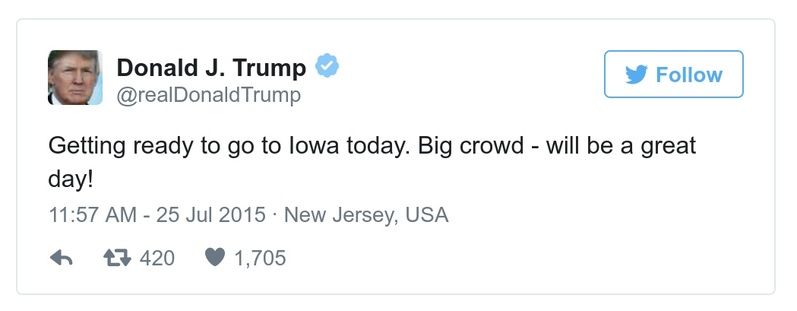 Donald J. Trump
@realDonaldTrump
Follow
Getting ready to go to Iowa today. Big crowd - will be a great
day!
11:57 AM - 25 Jul 2015 · New Jersey, USA
420 1,705